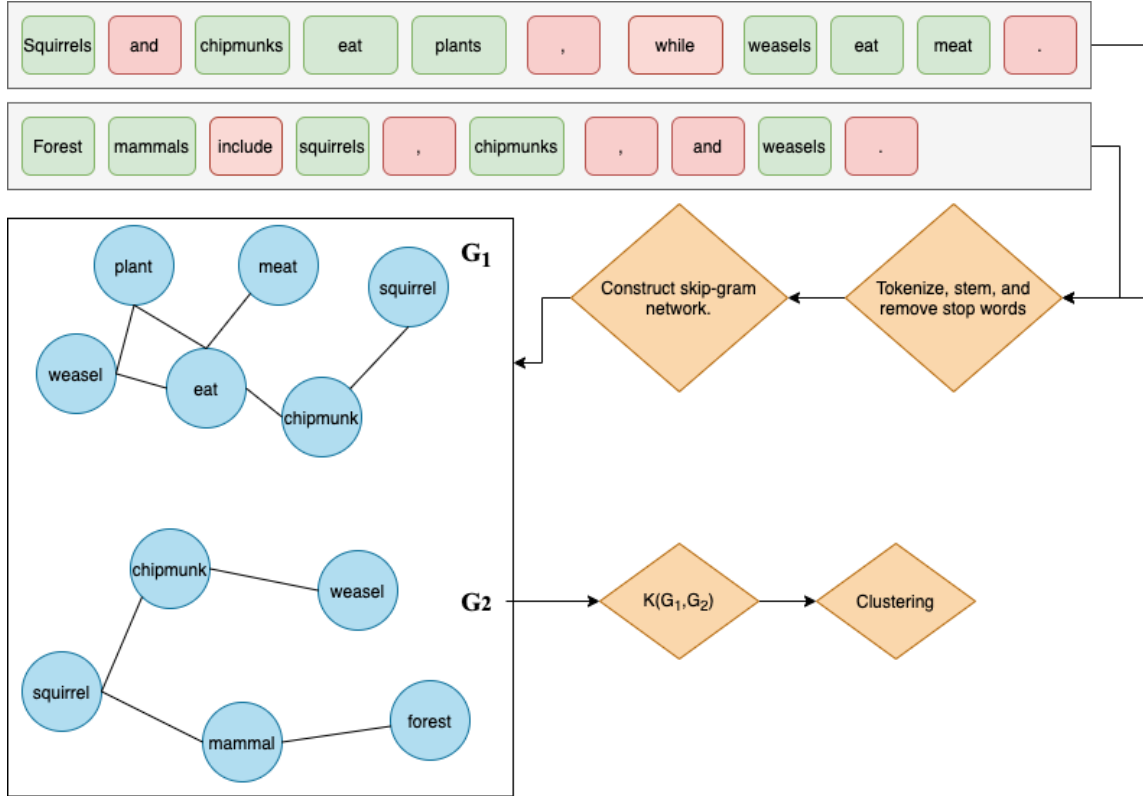 Squirrels and chipmunks eat plants , while weasels eat meat .
Forest mammals include squirrels , chipmunks , and weasels .
G1
plant
meat
squirrel
weasel
eat
chipmunk
Construct skip-gram
network.
Tokenize, stem, and
remove stop words
chipmunk
weasel
G2
squirrel
mammal
forest
K(G1,G2)
Clustering